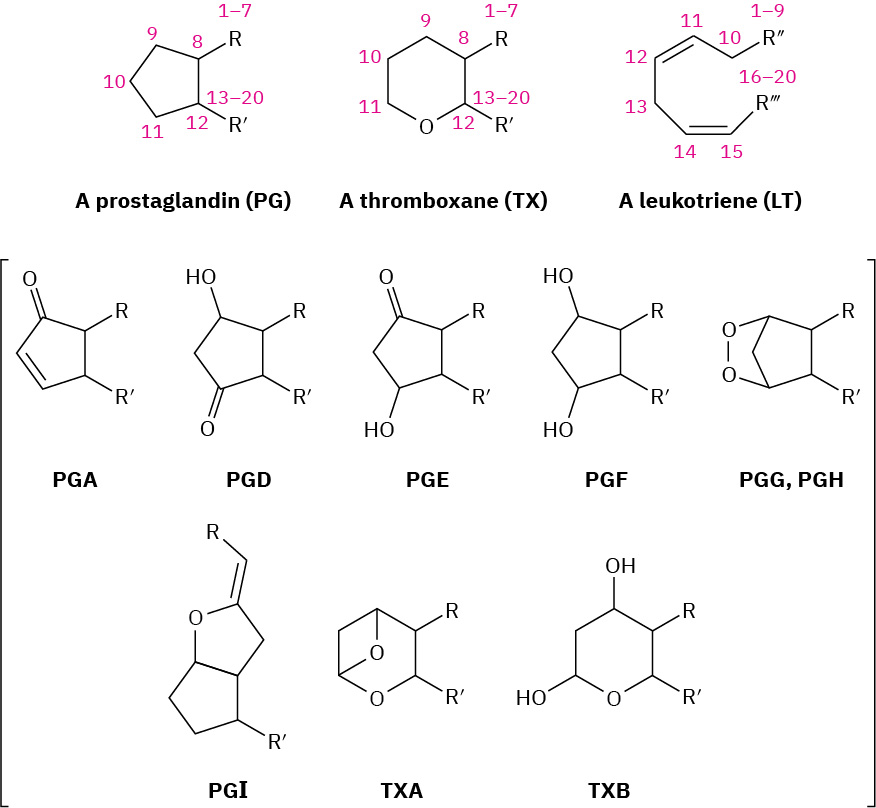 1–7
9
8
R
10
13–20
12
R′
11
A prostaglandin (PG)
1–7
9
8
R
10
11
13–20
O
12
R′
A thromboxane (TX)
1–9
11
10
R″
12
16–20
13
R‴
14
15
A leukotriene (LT)
O
R
R′
PGA
HO
R
R′
O
PGD
O
R
R′
HO
PGE
HO
R
R′
HO
PGF
O
O
R
R′
PGG, PGH
R
O
R′
PGI
R
O
O
R′
TXA
OH
R
HO
O
R′
TXB